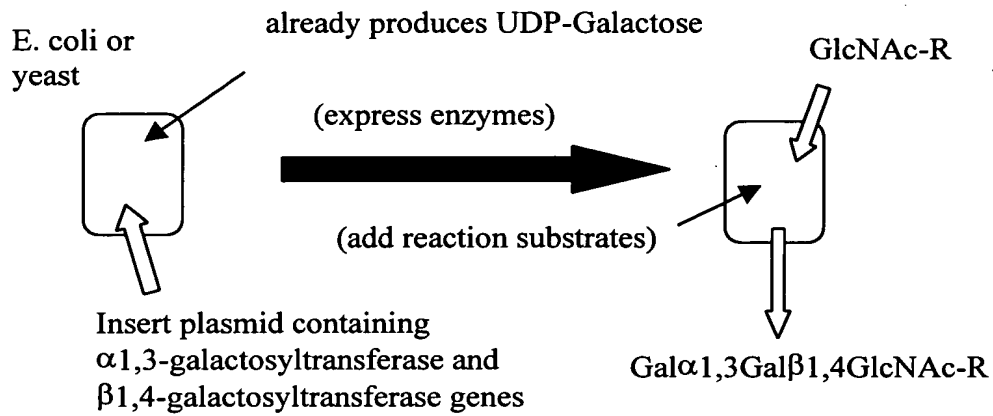 E. coli or
yeast
already produces UDP-Galactose
(express enzymes)
(add reaction substrates)
Insert plasmid containing
α1,3-galactosyltransferase and
β1,4-galactosyltransferase genes
GlcNAc-R
Galα1,3Galβ1,4GlcNAc-R